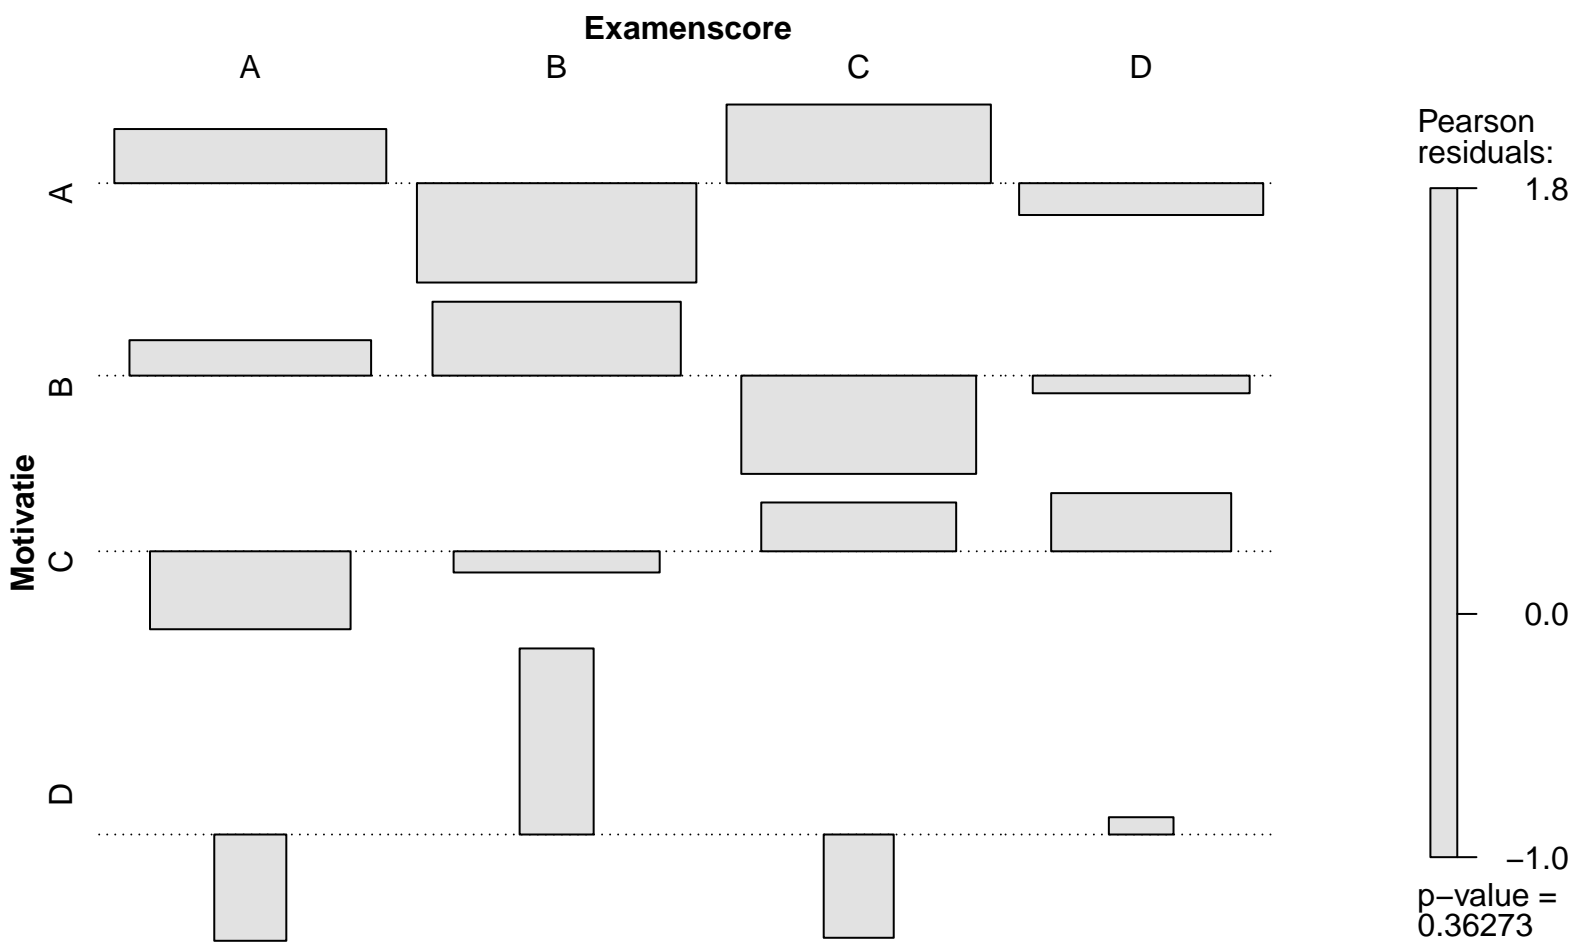 Examenscore
A B C D
Motivatie
A
B
C
D
Pearson
residuals:
1.8
0.0
−1.0
p−value =
0.36273